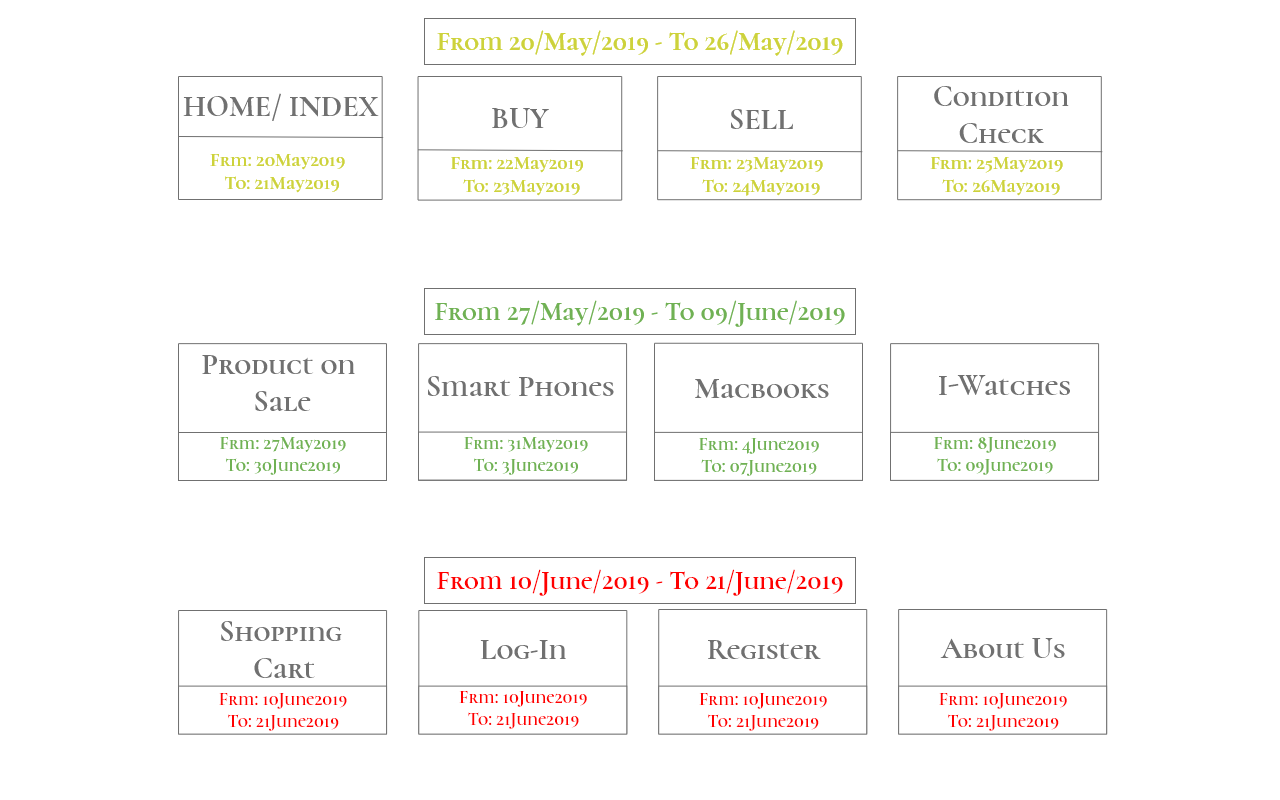 From 20/May/2019 - To 26/May/2019
HOME/ INDEX
Frm: 20May2019
To: 21May2019
BUY
Frm: 22May2019
To: 23May2019
SELL
Frm: 23May2019
To: 24May2019
Condition
Check
Frm: 25May2019
To: 26May2019
From 27/May/2019 - To 09/June/2019
Product on
Sale
Frm: 27May2019
To: 30June2019
Smart Phones
Frm: 31May2019
To: 3June2019
Macbooks
Frm: 4June2019
To: 07June2019
I-Watches
Frm: 8June2019
To: 09June2019
From 10/June/2019 - To 21/June/2019
Shopping
Cart
Frm: 10June2019
To: 21June2019
Log-In
Frm: 10June2019
To: 21June2019
Register
Frm: 10June2019
To: 21June2019
About Us
Frm: 10June2019
To: 21June2019